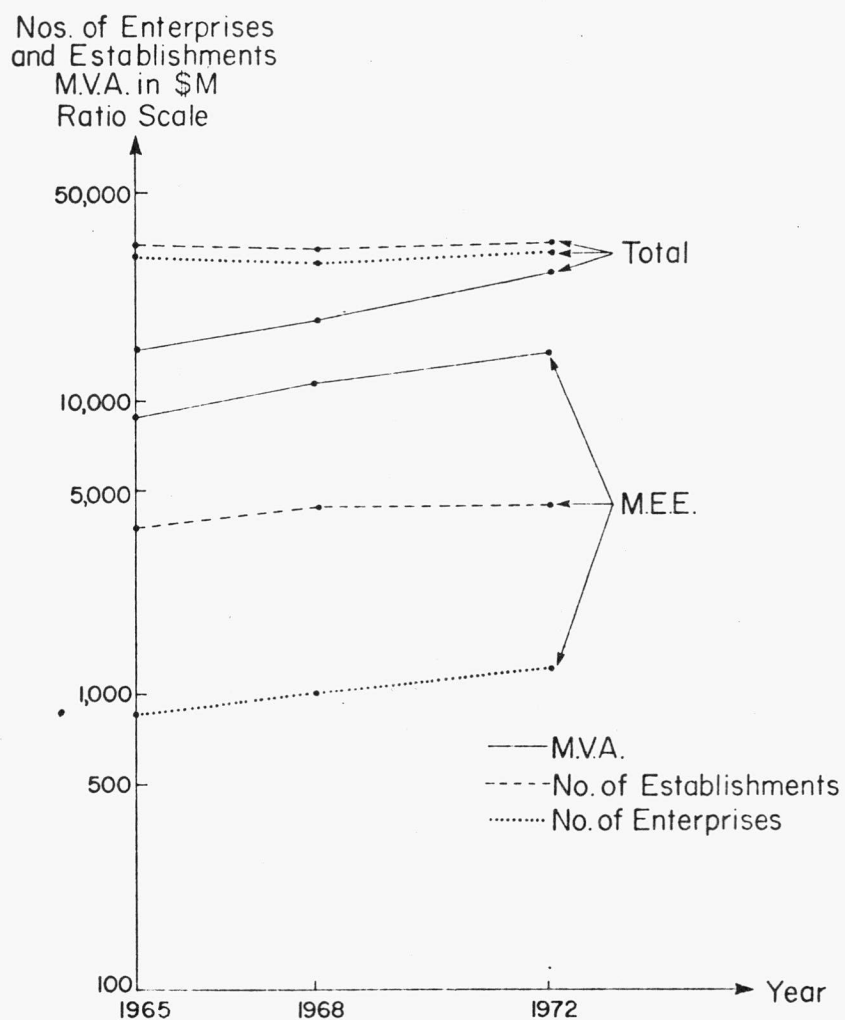 Nos. of Enterprises
and Establishments
M.V.A. in $M
Ratio Scale
50,000
Total
10,000
5,000
M.E.E.
1,000
M.V.A.
500
No. of Establishments
No. of Enterprises
100
Year
1965
1968
1972